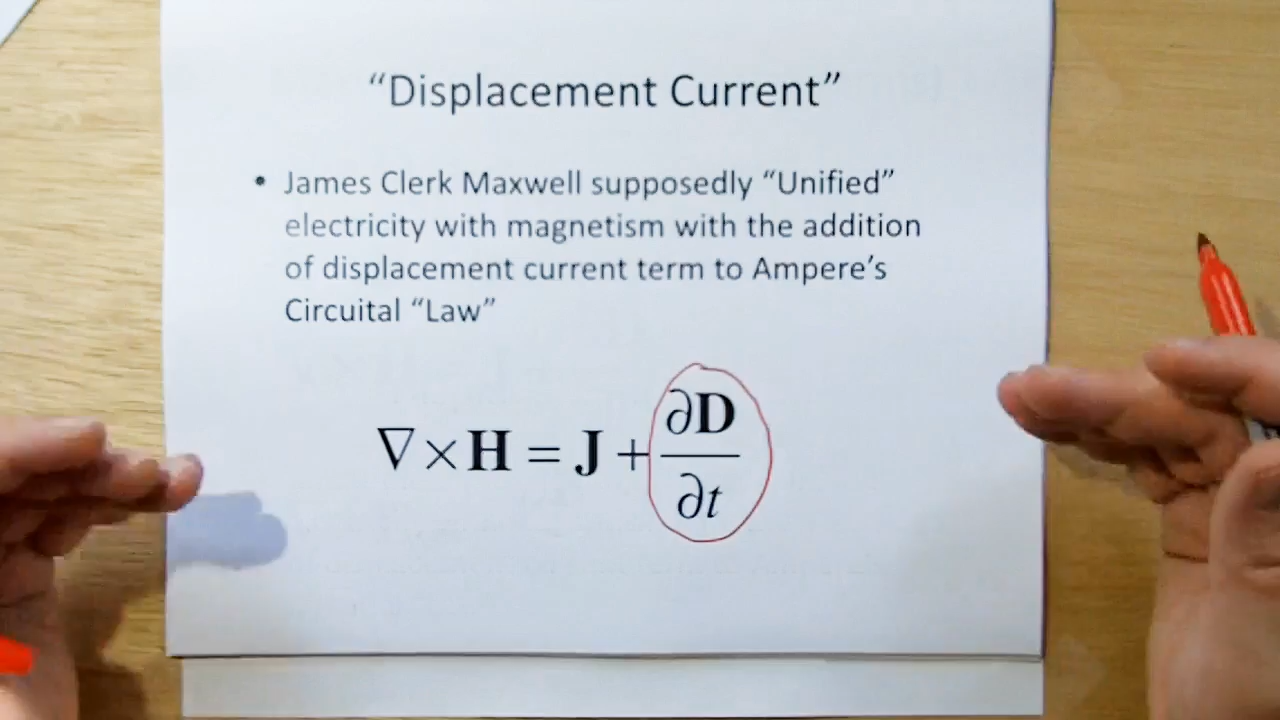 “Displacement Current”
• James Clerk Maxwell supposedly “Unified”
electricity with magnetism with the addition
of displacement current term to Ampere’s
Circuital “Law”
∇×H = J + ∂D/∂t